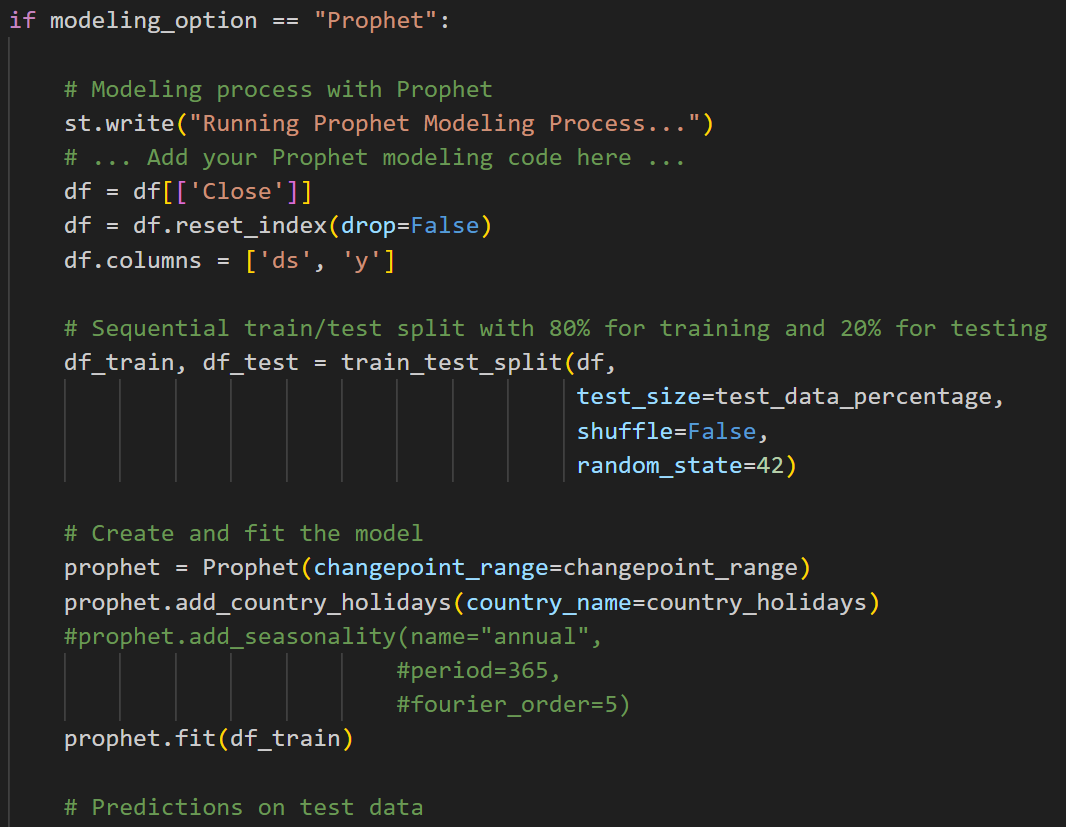 if modeling_option == "Prophet":
# Modeling process with Prophet
st.write("Running Prophet Modeling Process...")
# ... Add your Prophet modeling code here ...
df = df[['Close']]
df = df.reset_index(drop=False)
df.columns = ['ds', 'y']
# Sequential train/test split with 80% for training and 20% for testing
df_train, df_test = train_test_split(df,
test_size=test_data_percentage,
shuffle=False,
random_state=42)
# Create and fit the model
prophet = Prophet(changepoint_range=changepoint_range)
prophet.add_country_holidays(country_name=country_holidays)
#prophet.add_seasonality(name="annual",
#period=365,
#fourier_order=5)
prophet.fit(df_train)
# Predictions on test data